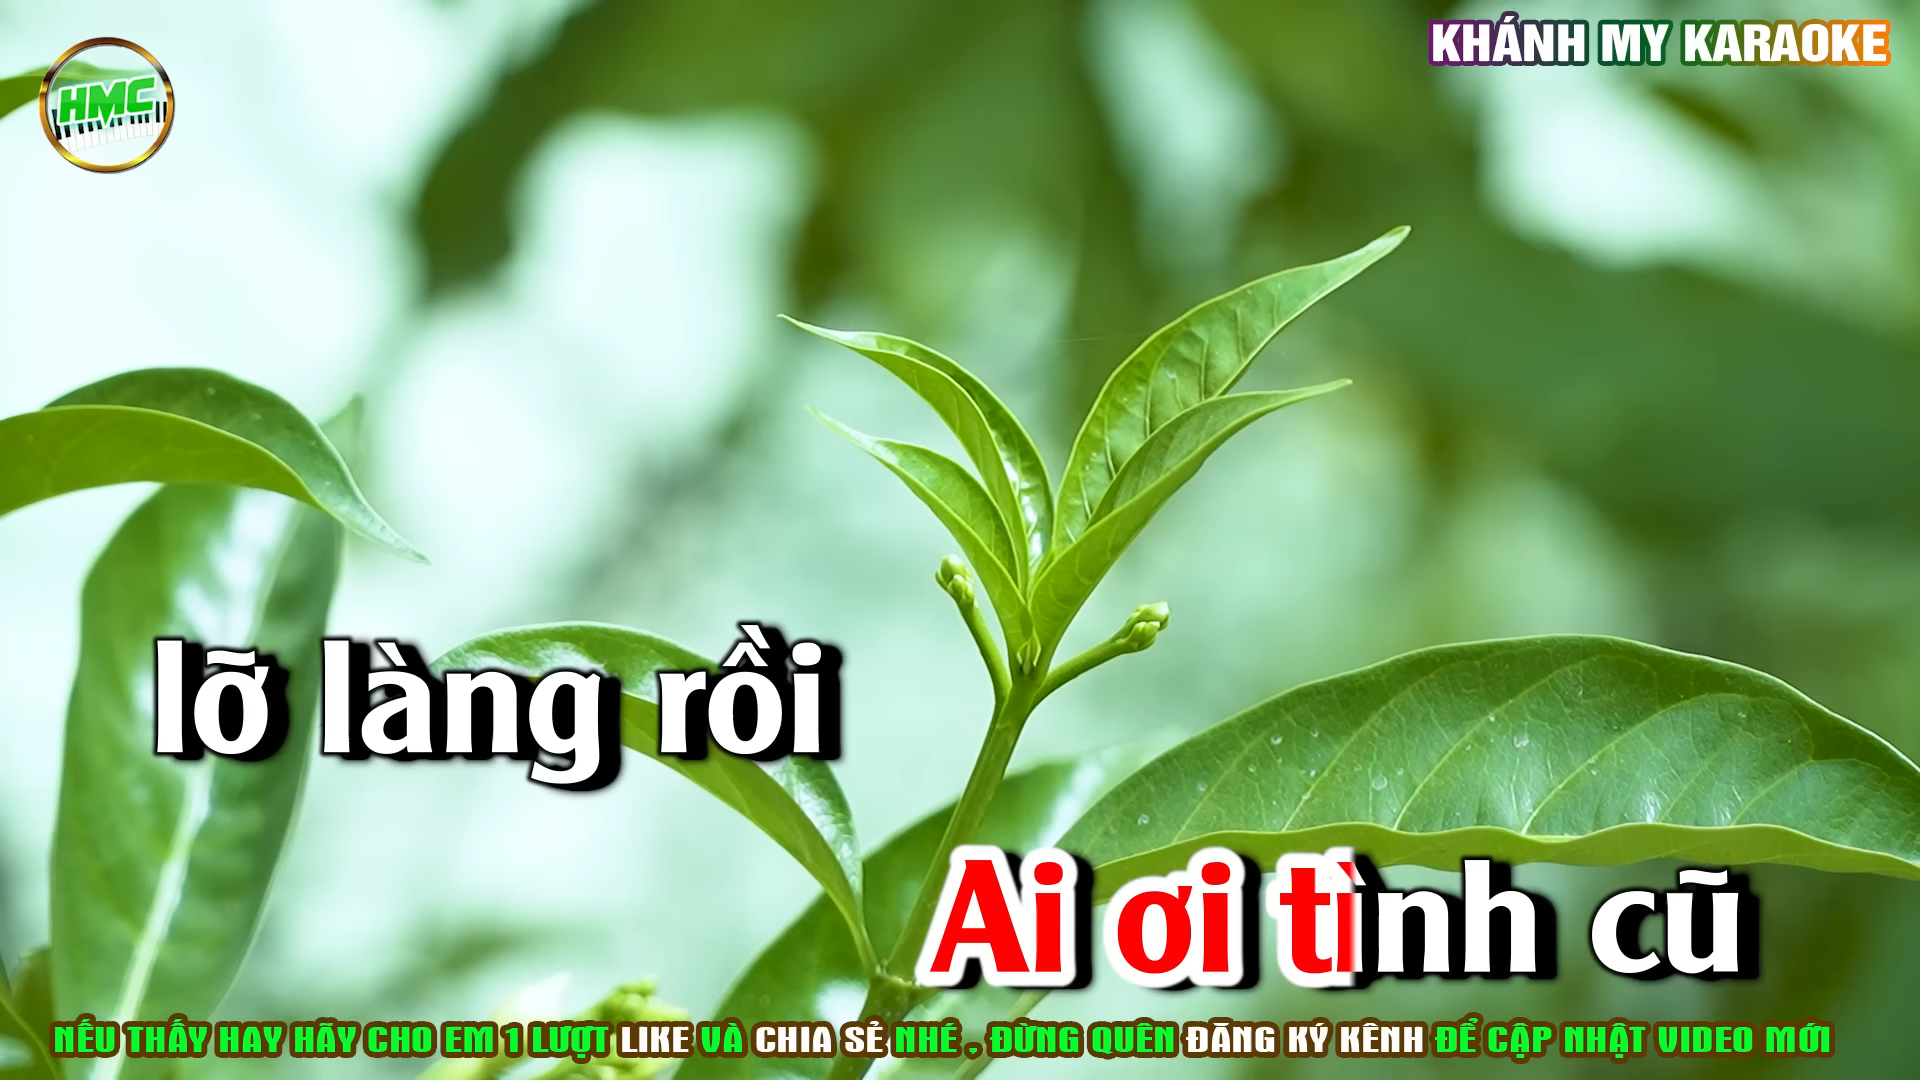 KHÁNH MY KARAOKE
HMC
lỡ làng rồi
Ai ơi tình cũ
NẾU THẤY HAY HÃY CHO EM 1 LƯỢT LIKE VÀ CHIA SẺ NHÉ , ĐỪNG QUÊN ĐĂNG KÝ KÊNH ĐỂ CẬP NHẬT VIDEO MỚI